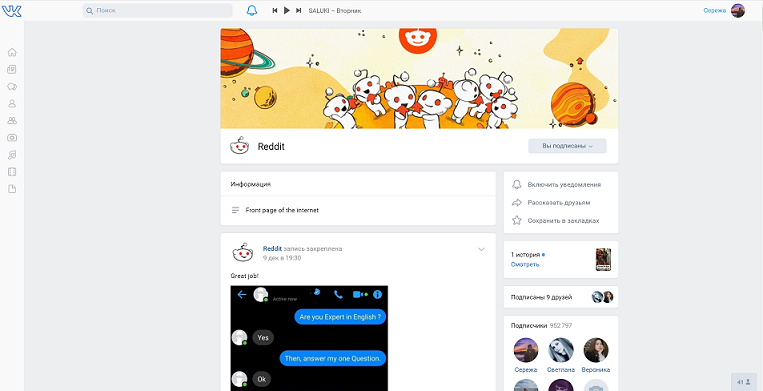 Поиск
SALUKI – Вторник
Сережа
Reddit
Вы подписаны
Информация
Front page of the internet
Включить уведомления
Рассказать друзьям
Сохранить в закладках
Reddit запись закреплена
9 дек в 19:30
Great job!
Active now
Are you Expert in English ?
Yes
Then, answer my one Question.
Ok
1 история
Смотреть
Подписаны 9 друзей
Подписчики 952 797
Сережа
Светлана
Вероника
41